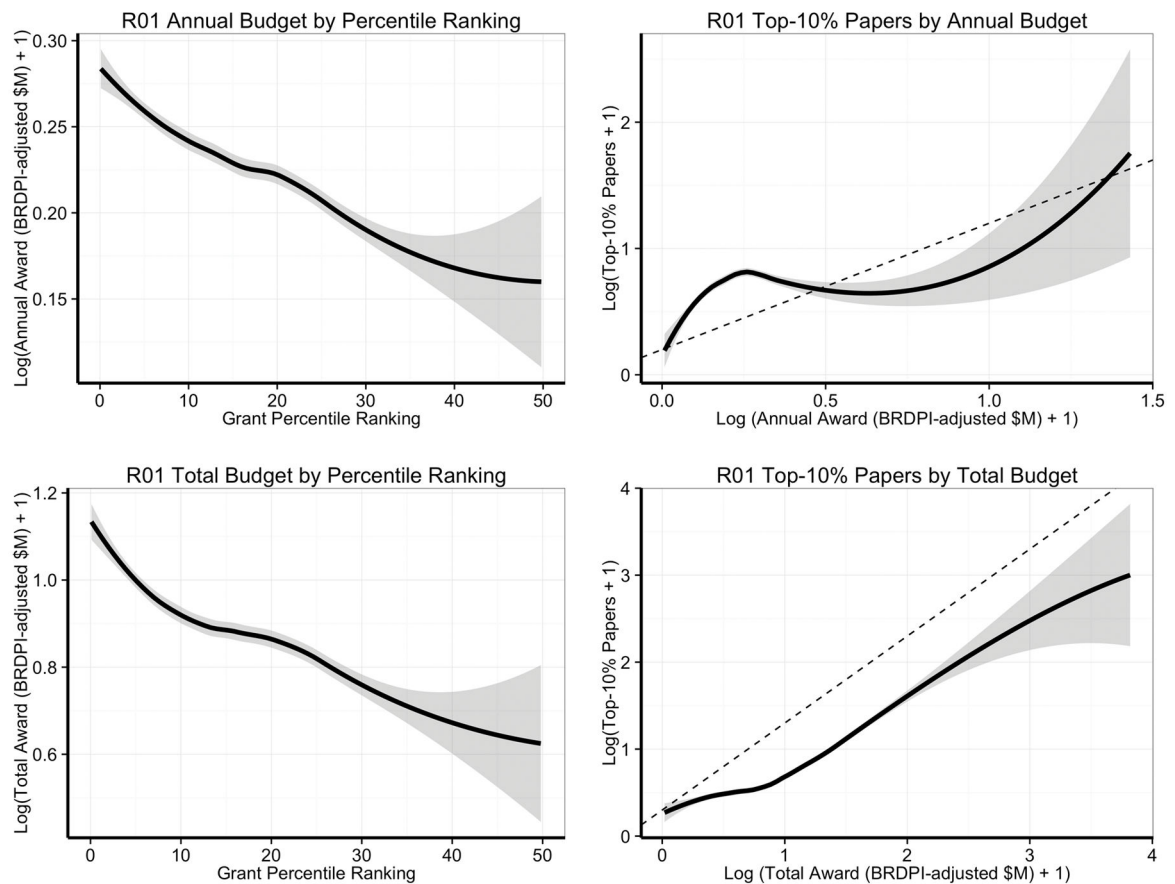 R01 Annual Budget by Percentile Ranking
Log(Annual Award (BRDPI-adjusted $M) + 1)
0.30
0.25
0.20
0.15
0 10 20 30 40 50
Grant Percentile Ranking
R01 Top-10% Papers by Annual Budget
Log(Top-10% Papers + 1)
2
1
0
0.0 0.5 1.0 1.5
Log (Annual Award (BRDPI-adjusted $M) + 1)
R01 Total Budget by Percentile Ranking
Log(Total Award (BRDPI-adjusted $M) + 1)
1.2
1.0
0.8
0.6
0 10 20 30 40 50
Grant Percentile Ranking
R01 Top-10% Papers by Total Budget
Log(Top-10% Papers + 1)
4
3
2
1
0
0 1 2 3 4
Log (Total Award (BRDPI-adjusted $M) + 1)